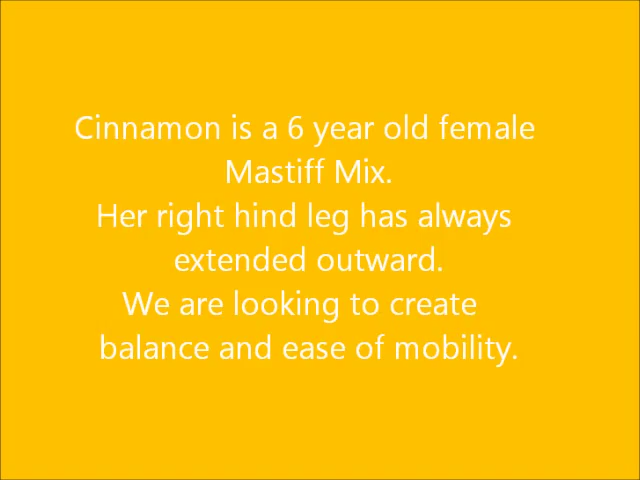 Cinnamon is a 6 year old female
Mastiff Mix.
Her right hind leg has always
extended outward.
We are looking to create
balance and ease of mobility.